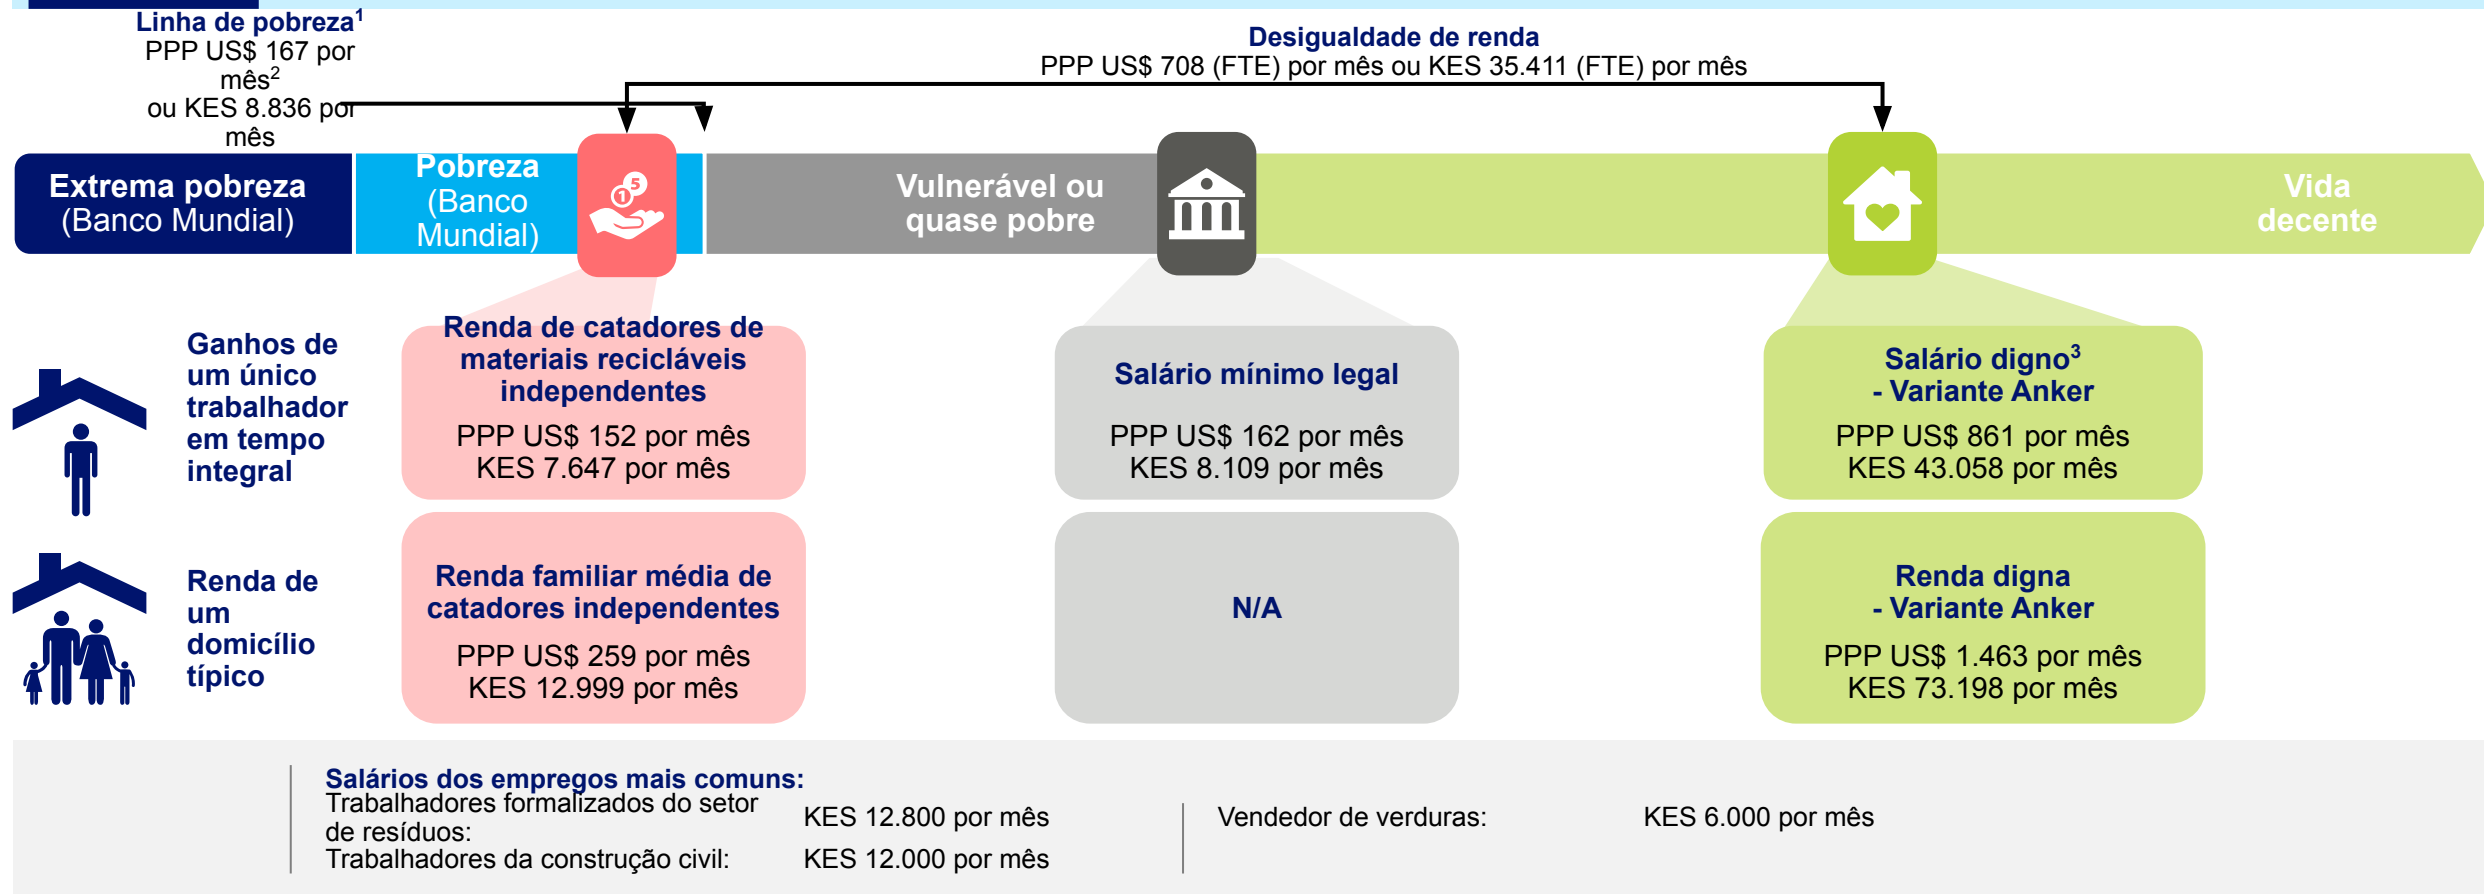 Linha de pobreza1
PPP US$ 167 por
mês2
ou KES 8.836 por
mês
Desigualdade de renda
PPP US$ 708 (FTE) por mês ou KES 35.411 (FTE) por mês
Extrema pobreza
(Banco Mundial)
Pobreza
(Banco
Mundial)
1 5
Vulnerável ou
quase pobre
Vida
decente
Ganhos de
um único
trabalhador
em tempo
integral
Renda de catadores de
materiais recicláveis
independentes
PPP US$ 152 por mês
KES 7.647 por mês
Salário mínimo legal
PPP US$ 162 por mês
KES 8.109 por mês
Salário digno3
- Variante Anker
PPP US$ 861 por mês
KES 43.058 por mês
Renda de
um
domicílio
típico
Renda familiar média de
catadores independentes
PPP US$ 259 por mês
KES 12.999 por mês
N/A
Renda digna
- Variante Anker
PPP US$ 1.463 por mês
KES 73.198 por mês
Salários dos empregos mais comuns:
Trabalhadores formalizados do setor
de resíduos:
KES 12.800 por mês
Trabalhadores da construção civil:
KES 12.000 por mês
Vendedor de verduras:
KES 6.000 por mês